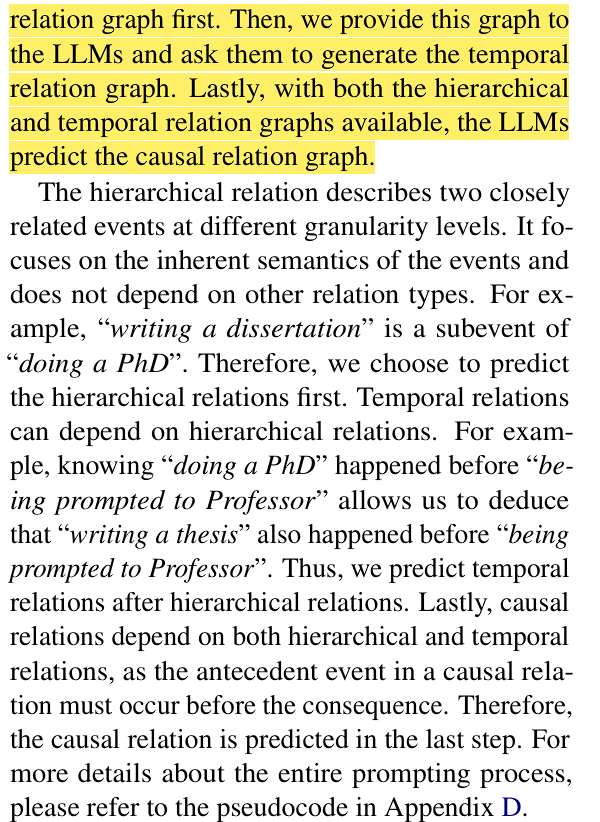 relation graph first. Then, we provide this graph to
the LLMs and ask them to generate the temporal
relation graph. Lastly, with both the hierarchical
and temporal relation graphs available, the LLMs
predict the causal relation graph.
The hierarchical relation describes two closely
related events at different granularity levels. It fo-
cuses on the inherent semantics of the events and
does not depend on other relation types. For ex-
ample, “writing a dissertation” is a subevent of
“doing a PhD”. Therefore, we choose to predict
the hierarchical relations first. Temporal relations
can depend on hierarchical relations. For exam-
ple, knowing “doing a PhD” happened before “be-
ing prompted to Professor” allows us to deduce
that “writing a thesis” also happened before “being
prompted to Professor”. Thus, we predict temporal
relations after hierarchical relations. Lastly, causal
relations depend on both hierarchical and temporal
relations, as the antecedent event in a causal rela-
tion must occur before the consequence. Therefore,
the causal relation is predicted in the last step. For
more details about the entire prompting process,
please refer to the pseudocode in Appendix D.